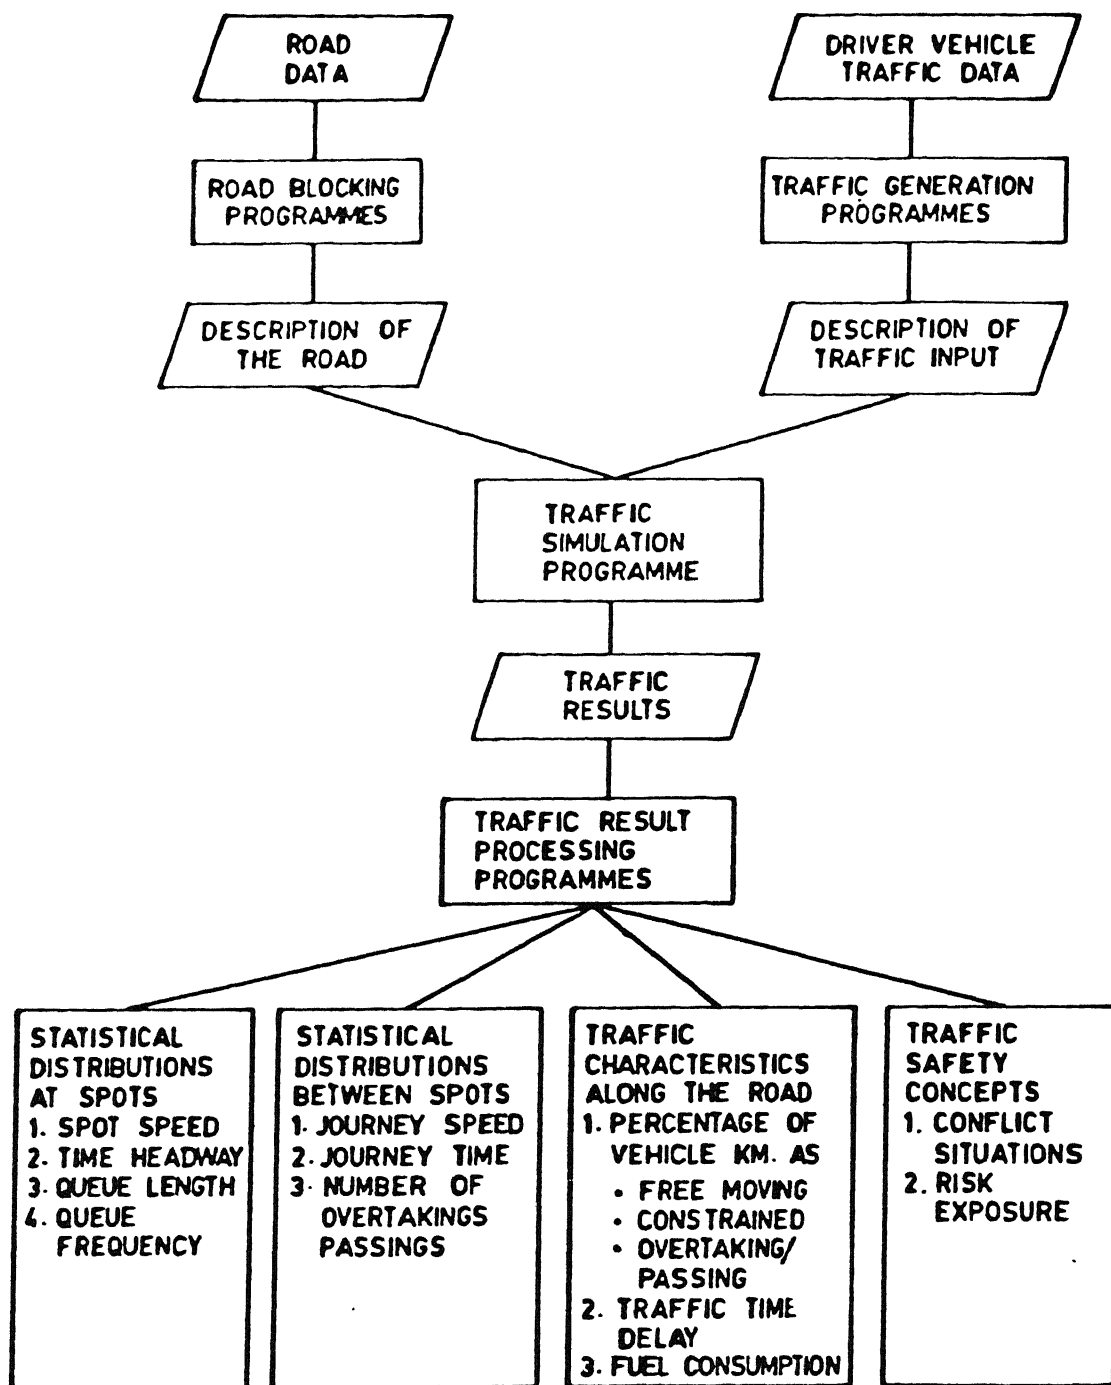 ROAD
DATA
DRIVER VEHICLE
TRAFFIC DATA
ROAD BLOCKING
PROGRAMMES
TRAFFIC GENERATION
PROGRAMMES
DESCRIPTION OF
THE ROAD
DESCRIPTION OF
TRAFFIC INPUT
TRAFFIC
SIMULATION
PROGRAMME
TRAFFIC
RESULTS
TRAFFIC RESULT
PROCESSING
PROGRAMMES
STATISTICAL
DISTRIBUTIONS
AT SPOTS
1. SPOT SPEED
2. TIME HEADWAY
3. QUEUE LENGTH
4. QUEUE
FREQUENCY
STATISTICAL
DISTRIBUTIONS
BETWEEN SPOTS
1. JOURNEY SPEED
2. JOURNEY TIME
3. NUMBER OF
OVERTAKINGS
PASSINGS
TRAFFIC
CHARACTERISTICS
ALONG THE ROAD
1. PERCENTAGE OF
VEHICLE KM. AS
• FREE MOVING
• CONSTRAINED
• OVERTAKING/
PASSING
2. TRAFFIC TIME
DELAY
3. FUEL CONSUMPTION
TRAFFIC
SAFETY
CONCEPTS
1. CONFLICT
SITUATIONS
2. RISK
EXPOSURE